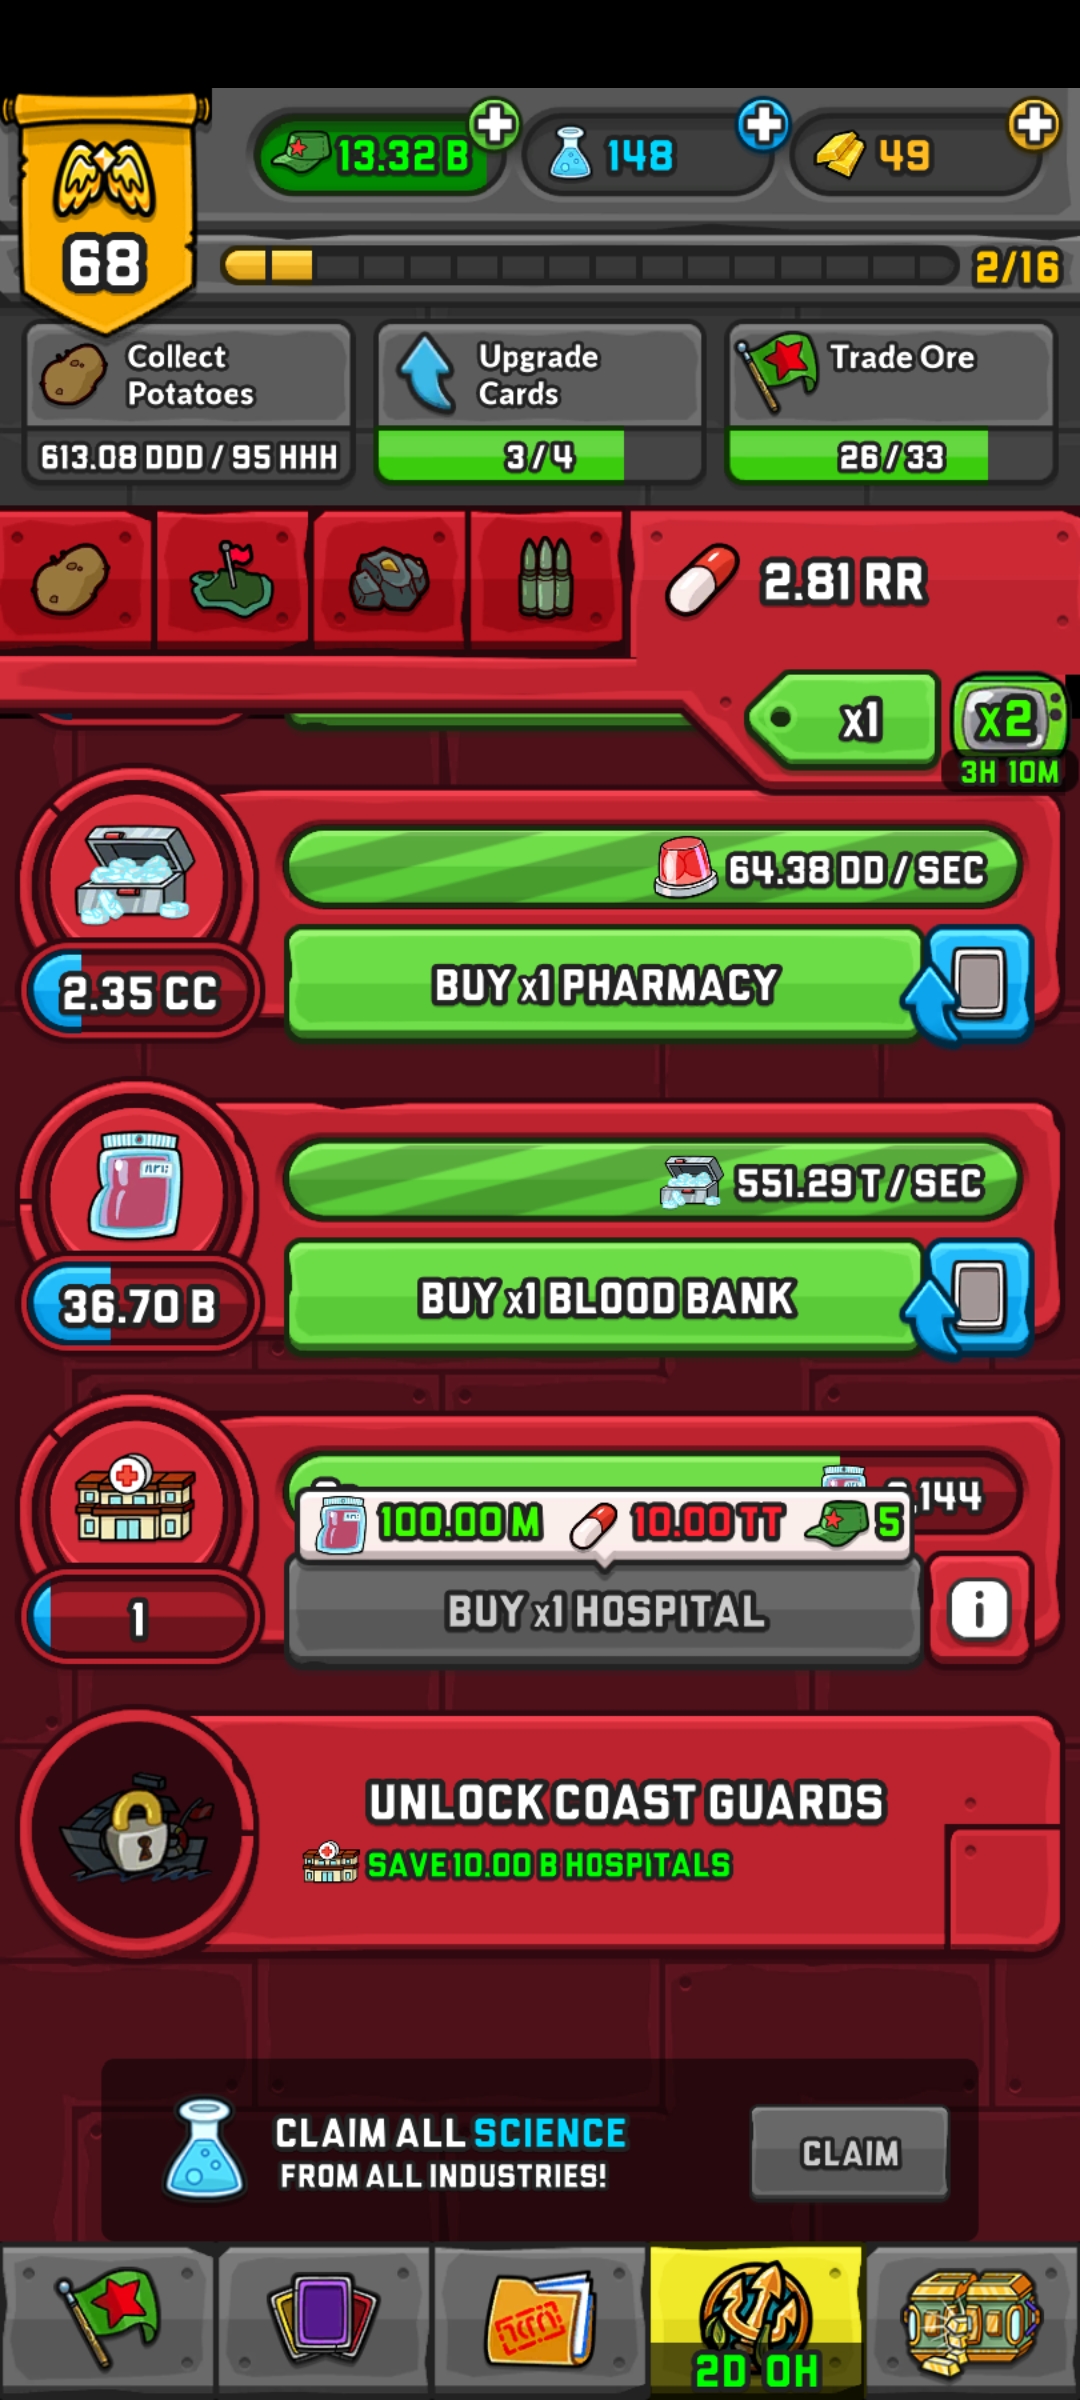 13.32 B
148
49
68
2/16
Collect
Potatoes
613.08 DDD / 95 HHH
Upgrade
Cards
3/4
Trade Ore
26/33
2.81 RR
x1
x2
3H 10M
64.38 DD / SEC
2.35 CC
BUY x1 PHARMACY
551.29 T / SEC
36.70 B
BUY x1 BLOOD BANK
,144
100.00 M
10.00 TT
5
1
BUY x1 HOSPITAL
i
UNLOCK COAST GUARDS
SAVE 10.00 B HOSPITALS
CLAIM ALL SCIENCE
FROM ALL INDUSTRIES!
CLAIM
2D 0H